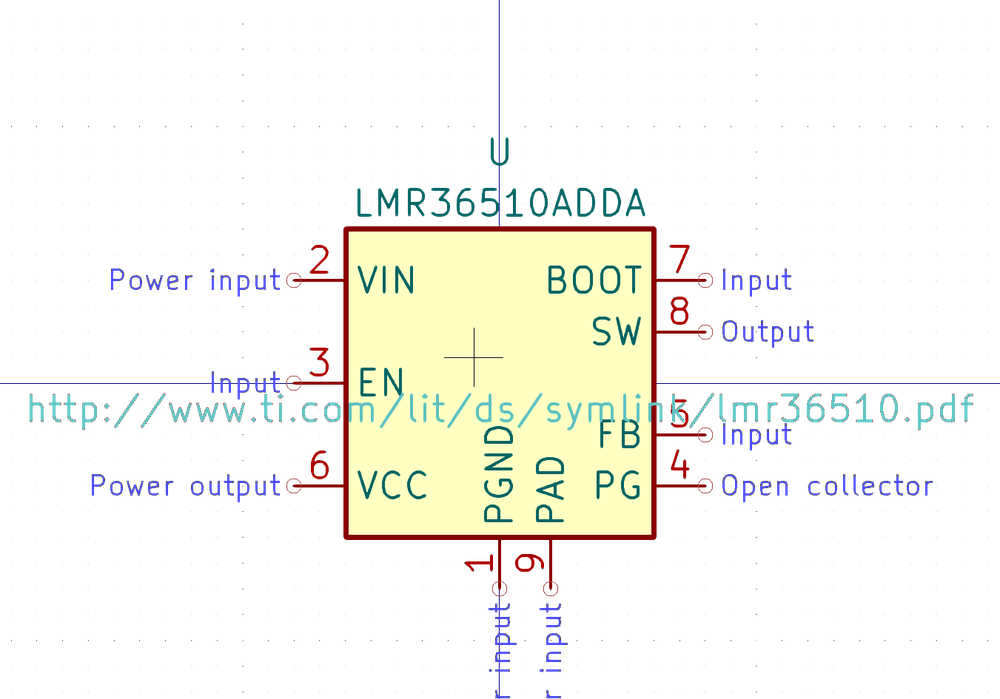 U
LMR36510ADDA
Power input 2 VIN BOOT 7 Input
SW 8 Output
Input 3 EN
http://www.ti.com/lit/ds/symlink/lmr36510.pdf
FB 5 Input
Power output 6 VCC PGND PAD PG 4 Open collector
1 9
input input